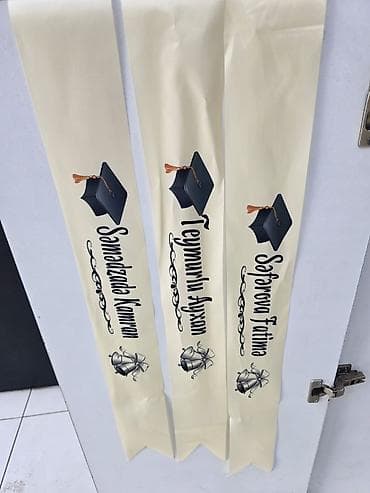 Səmədzadə Kamran
Teymurlu Ayxan
Səfərova Fatimə